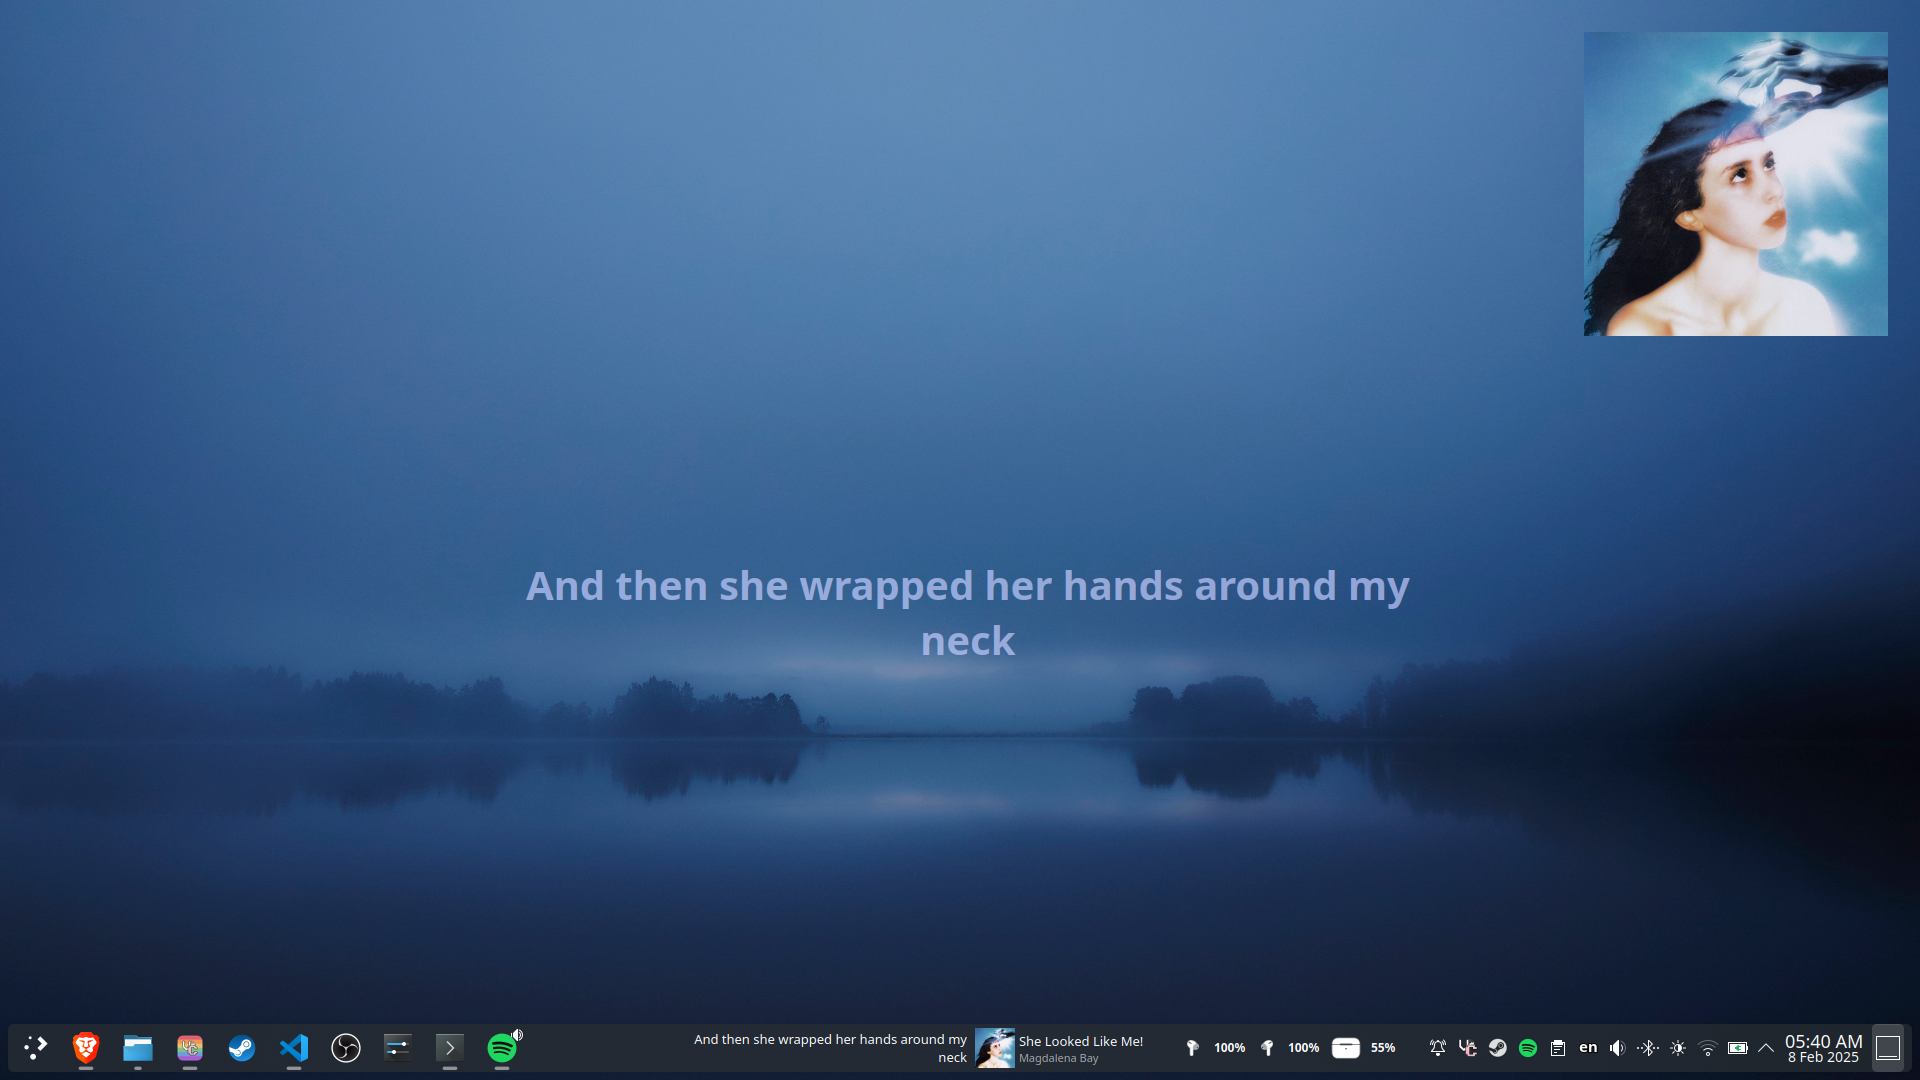 And then she wrapped her hands around my
neck
And then she wrapped her hands around my
neck
She Looked Like Me!
Magdalena Bay
100%
100%
55%
UC
en
05:40 AM
8 Feb 2025